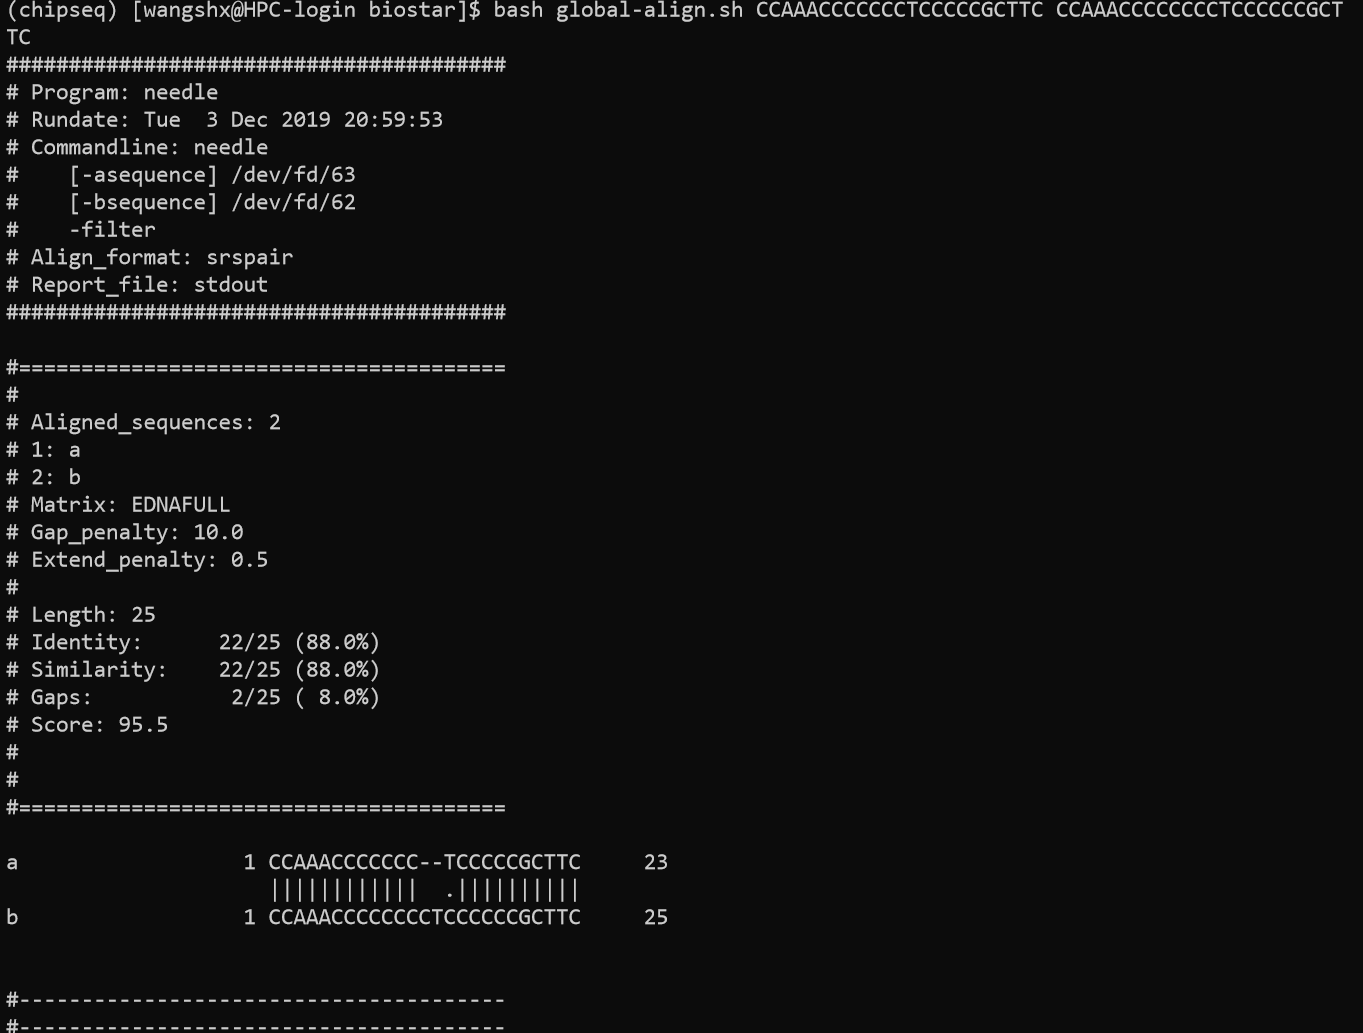 (chipseq) [wangshx@HPC-login biostar]$ bash global-align.sh CCAAACCCCCCCTCCCCCGCTTC CCAAACCCCCCCCTCCCCCCGCT
TC
########################################
# Program: needle
# Rundate: Tue  3 Dec 2019 20:59:53
# Commandline: needle
#    [-asequence] /dev/fd/63
#    [-bsequence] /dev/fd/62
#    -filter
# Align_format: srspair
# Report_file: stdout
########################################
#=======================================
#
# Aligned_sequences: 2
# 1: a
# 2: b
# Matrix: EDNAFULL
# Gap_penalty: 10.0
# Extend_penalty: 0.5
#
# Length: 25
# Identity:      22/25 (88.0%)
# Similarity:    22/25 (88.0%)
# Gaps:           2/25 ( 8.0%)
# Score: 95.5
#
#
#=======================================
a                  1 CCAAACCCCCCC--TCCCCCGCTTC     23
                     ||||||||||||  .||||||||||
b                  1 CCAAACCCCCCCCTCCCCCCGCTTC     25
#---------------------------------------
#---------------------------------------